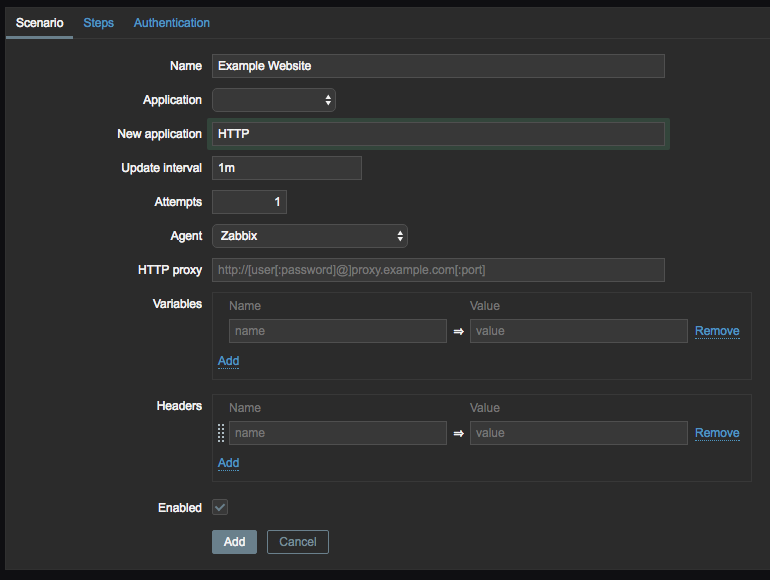 Scenario Steps Authentication
Name Example Website
Application
New application HTTP
Update interval 1m
Attempts 1
Agent Zabbix
HTTP proxy http://[user[:password]@]proxy.example.com[:port]
Variables Name Value
name ⇒ value Remove
Add
Headers Name Value
name ⇒ value Remove
Add
Enabled
Add Cancel